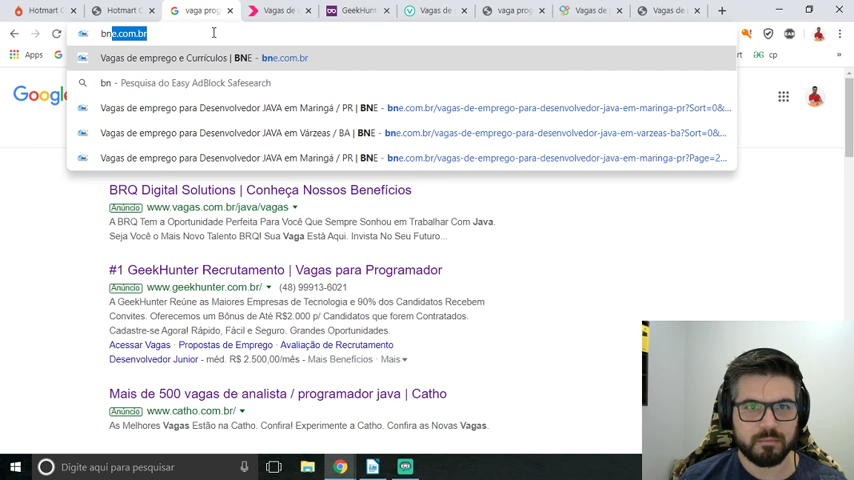 Hotmart C
Hotmart C
vaga prog
Vagas de
GeekHunt
Vagas de
vaga prog
Vagas de
Vagas de
bne.com.br
Apps
G
cp
Vagas de emprego e Currículos | BNE - bne.com.br
bn - Pesquisa do Easy AdBlock Safesearch
Vagas de emprego para Desenvolvedor JAVA em Maringá / PR | BNE - bne.com.br/vagas-de-emprego-para-desenvolvedor-java-em-maringa-pr?Sort=0&...
Vagas de emprego para Desenvolvedor JAVA em Várzeas / BA | BNE - bne.com.br/vagas-de-emprego-para-desenvolvedor-java-em-varzeas-ba?Sort=0&...
Vagas de emprego para Desenvolvedor JAVA em Maringá / PR | BNE - bne.com.br/vagas-de-emprego-para-desenvolvedor-java-em-maringa-pr?Page=2...
Google
BRQ Digital Solutions | Conheça Nossos Benefícios
Anúncio www.vagas.com.br/java/vagas
A BRQ Tem a Oportunidade Perfeita Para Você Que Sempre Sonhou em Trabalhar Com Java.
Seja Você o Mais Novo Talento BRQ! Sua Vaga Está Aqui. Invista No Seu Futuro...
#1 GeekHunter Recrutamento | Vagas para Programador
Anúncio www.geekhunter.com.br/ (48) 99913-6021
A GeekHunter Reúne as Maiores Empresas de Tecnologia e 90% dos Candidatos Recebem
Convites. Oferecemos um Bônus de Até R$2.000 p/ Candidatos que forem Contratados.
Cadastre-se Agora! Rápido, Fácil e Seguro. Grandes Oportunidades.
Acessar Vagas · Propostas de Emprego · Avaliação de Recrutamento
Desenvolvedor Junior - méd. R$ 2.500,00/mês - Mais Benefícios · Mais
Mais de 500 vagas de analista / programador java | Catho
Anúncio www.catho.com.br/
As Melhores Vagas Estão na Catho. Confira! Experimente a Catho. Confira as Novas Vagas.
Digite aqui para pesquisar